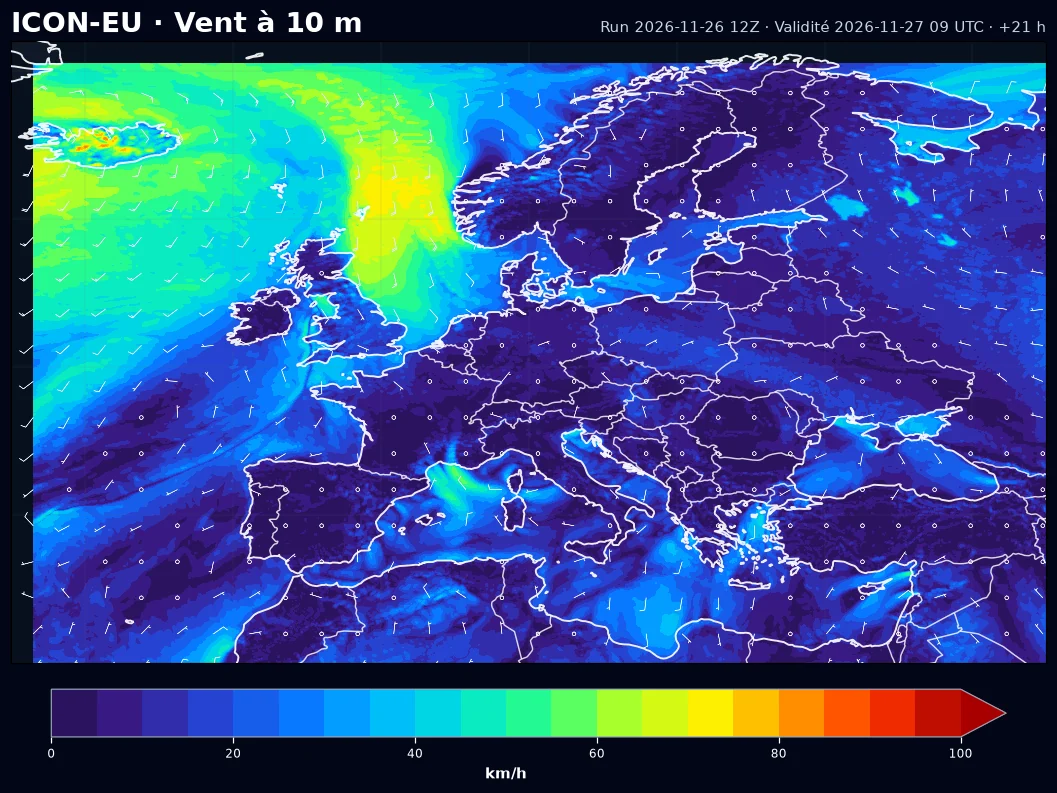 ICON-EU · Vent à 10 m
Run 2026-11-26 12Z · Validité 2026-11-27 09 UTC · +21 h
0 20 40 60 80 100
km/h